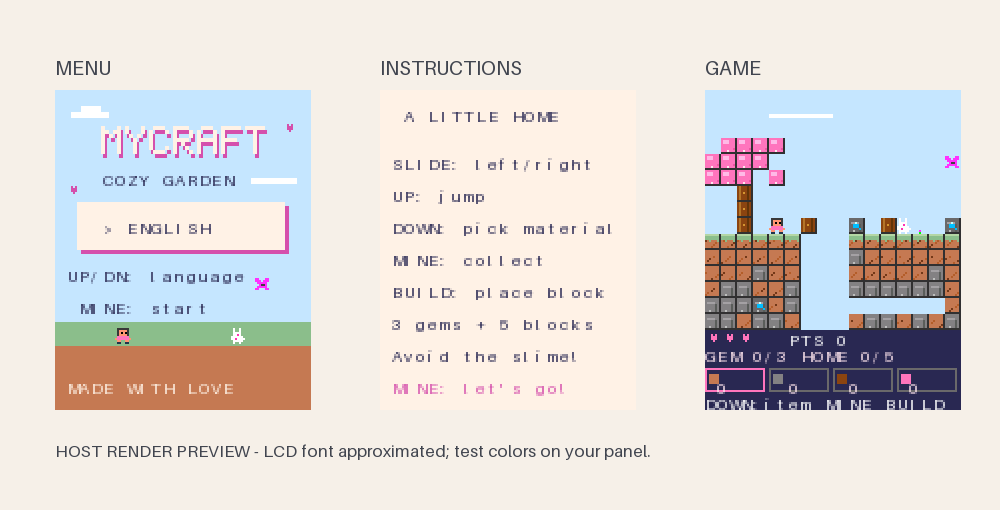 MENU
MYCRAFT
COZY GARDEN
> ENGLISH
UP/DN: language
MINE: start
MADE WITH LOVE
INSTRUCTIONS
A LITTLE HOME
SLIDE: left/right
UP: jump
DOWN: pick material
MINE: collect
BUILD: place block
3 gems + 5 blocks
Avoid the slime!
MINE: let's go!
GAME
PTS 0
GEM 0/3 HOME 0/5
0 0 0 0
DOWN:item MINE BUILD
HOST RENDER PREVIEW - LCD font approximated; test colors on your panel.